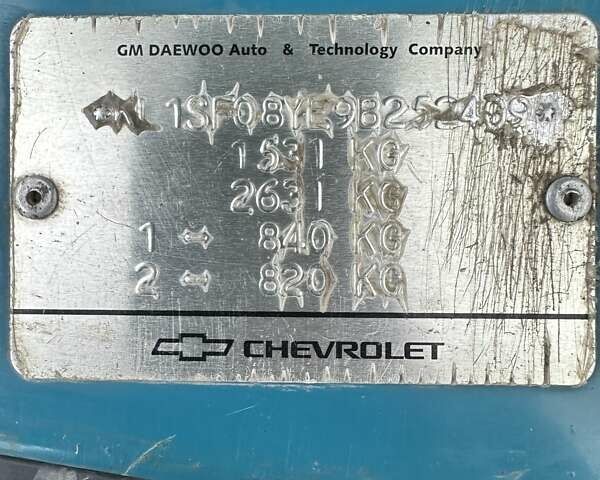 GM DAEWOO Auto & Technology Company
1531 KG
2631 KG
1 - 840 KG
2 - 820 KG
CHEVROLET